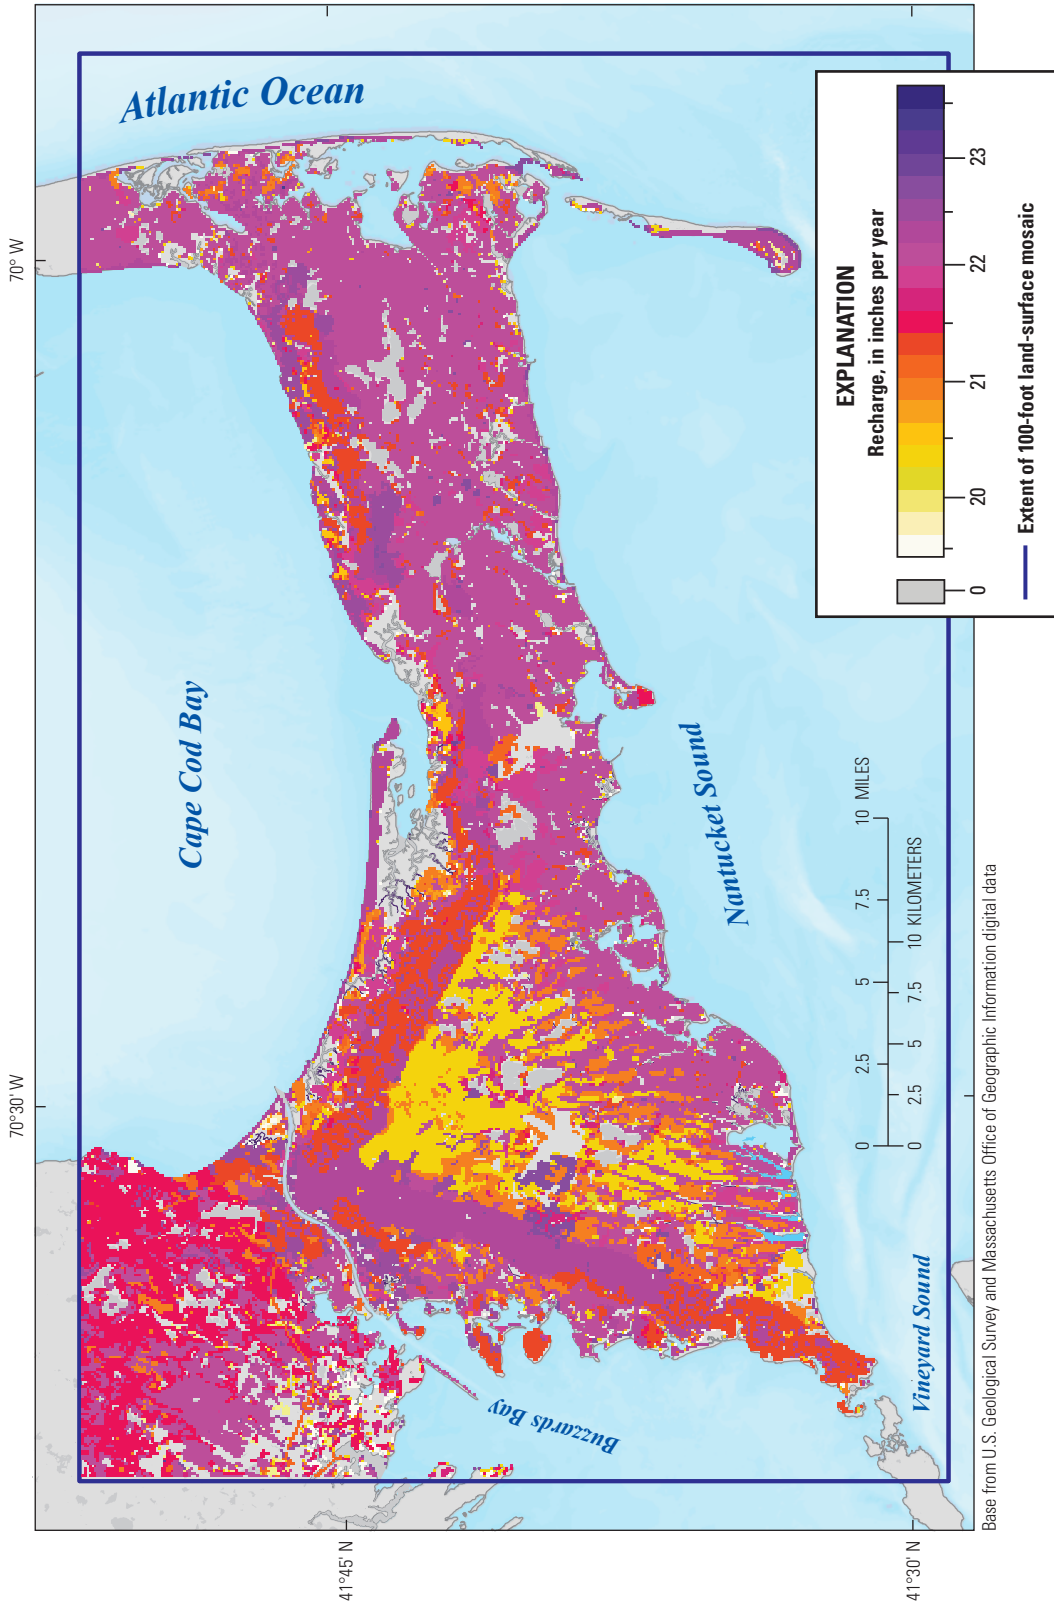 Atlantic Ocean
Cape Cod Bay
Nantucket Sound
Vineyard Sound
Buzzards Bay
70° W
70°30' W
41°45' N
41°30' N
EXPLANATION
Recharge, in inches per year
0
20
21
22
23
Extent of 100-foot land-surface mosaic
0 2.5 5 7.5 10 MILES
0 2.5 5 7.5 10 KILOMETERS
Base from U.S. Geological Survey and Massachusetts Office of Geographic Information digital data